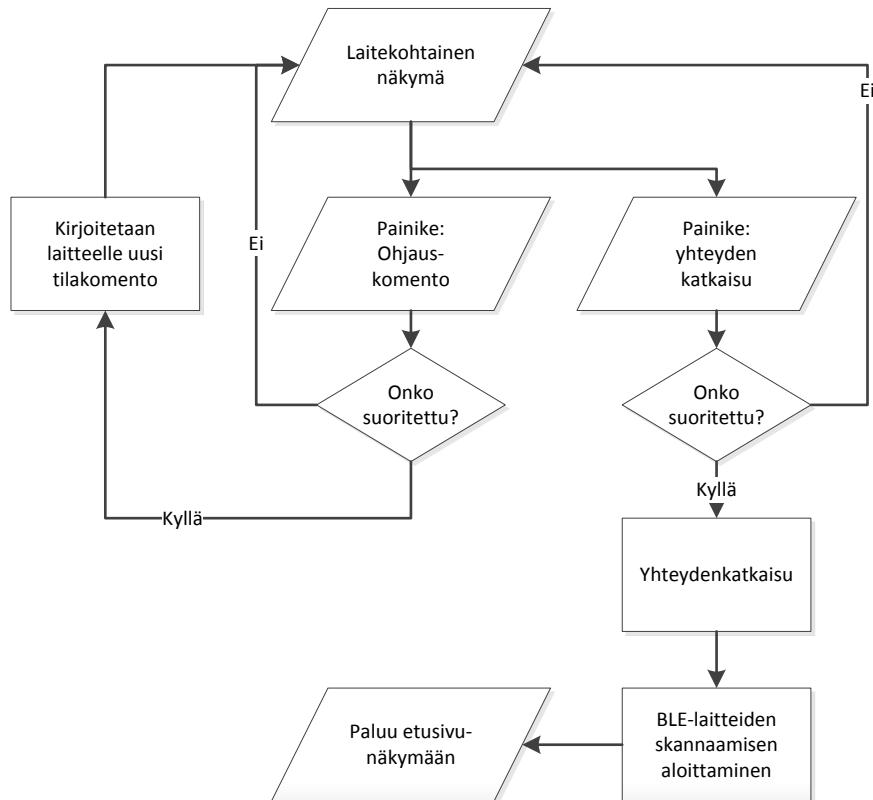 Laitekohtainen
näkymä
Ei
Kirjoitetaan
laitteelle uusi
tilakomento
Ei
Painike:
Ohjaus-
komento
Painike:
yhteyden
katkaisu
Onko
suoritettu?
Onko
suoritettu?
Kyllä
Kyllä
Yhteydenkatkaisu
Paluu etusivu-
näkymään
BLE-laitteiden
skannaamisen
aloittaminen